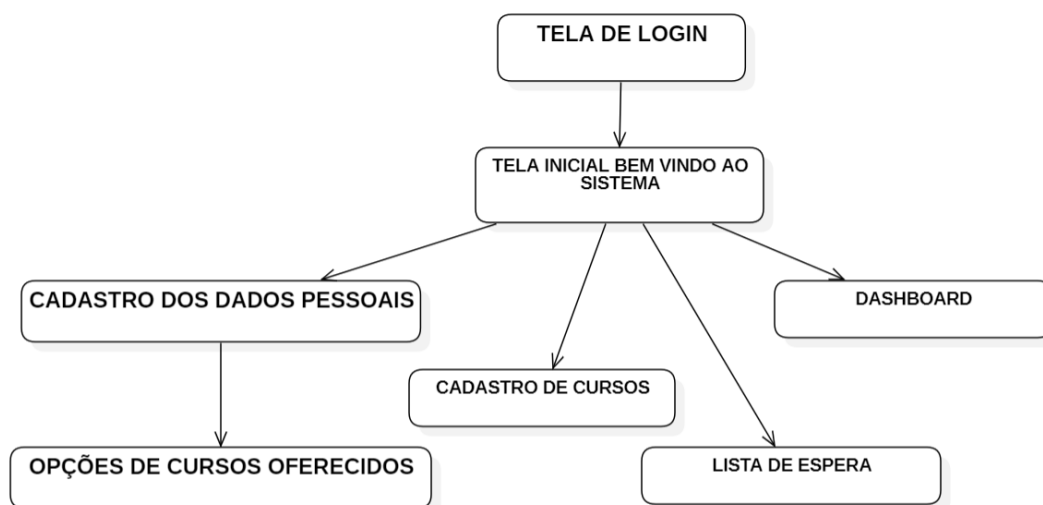 TELA DE LOGIN
TELA INICIAL BEM VINDO AO
SISTEMA
CADASTRO DOS DADOS PESSOAIS
DASHBOARD
CADASTRO DE CURSOS
OPÇÕES DE CURSOS OFERECIDOS
LISTA DE ESPERA